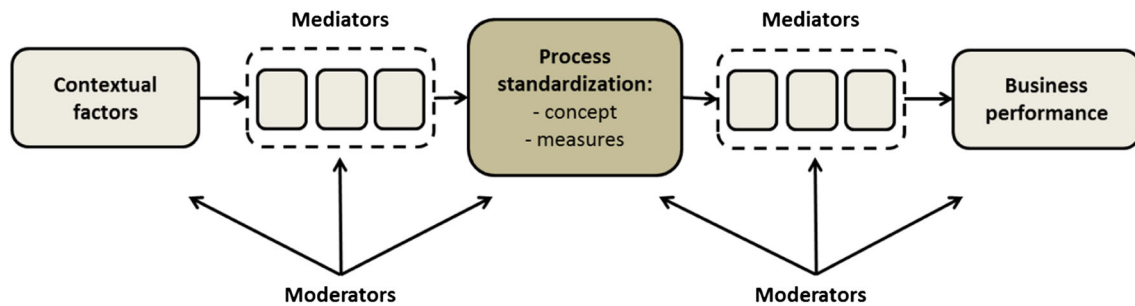 Mediators
Mediators
Contextual
factors
Process
standardization:
- concept
- measures
Business
performance
Moderators
Moderators